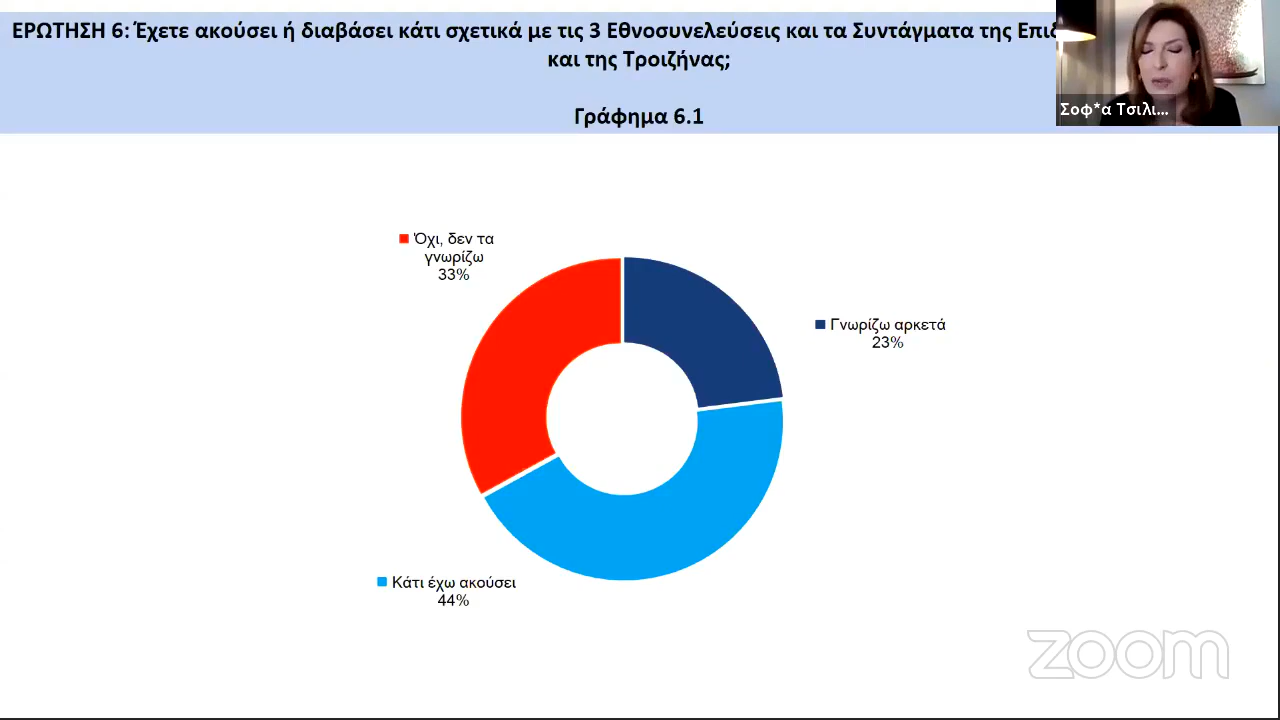 ΕΡΩΤΗΣΗ 6: Έχετε ακούσει ή διαβάσει κάτι σχετικά με τις 3 Εθνοσυνελεύσεις και τα Συντάγματα της
και της Τροιζήνας;
Γράφημα 6.1
Σοφ*α Τσιλι...
Όχι, δεν τα
γνωρίζω
33%
Γνωρίζω αρκετά
23%
Κάτι έχω ακούσει
44%
zoom